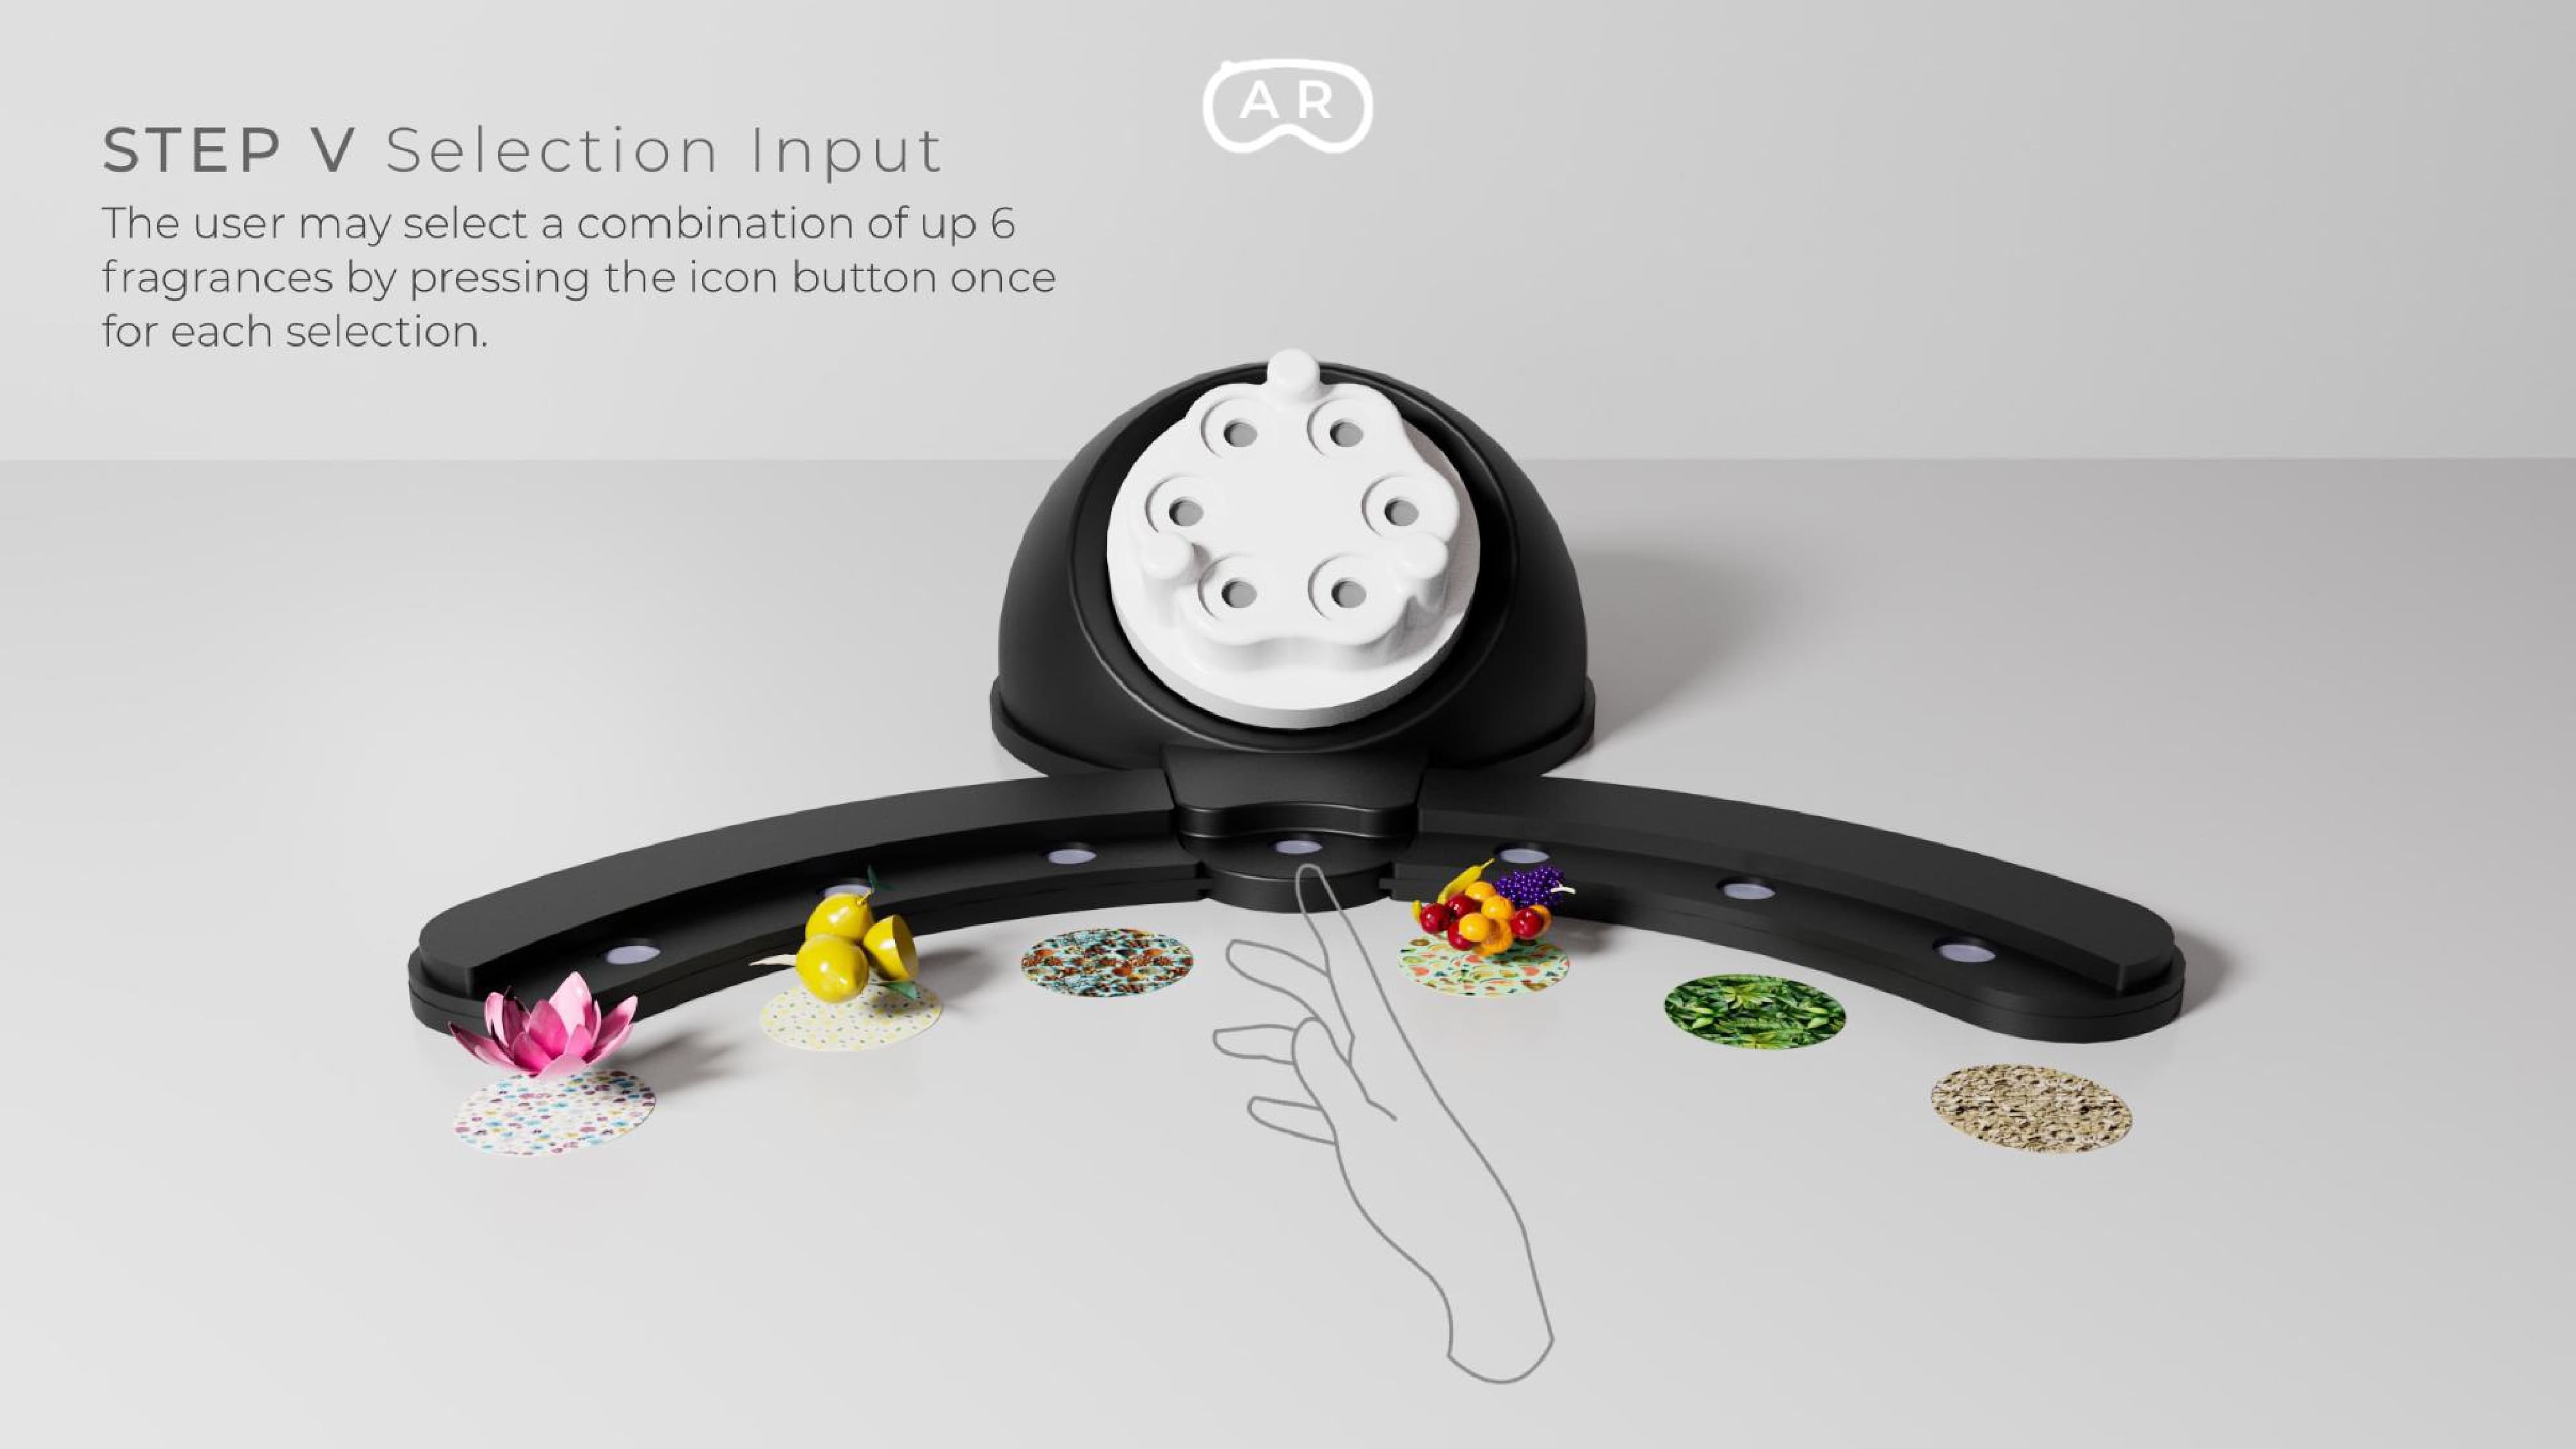 AR
STEP V Selection Input
The user may select a combination of up 6
fragrances by pressing the icon button once
for each selection.